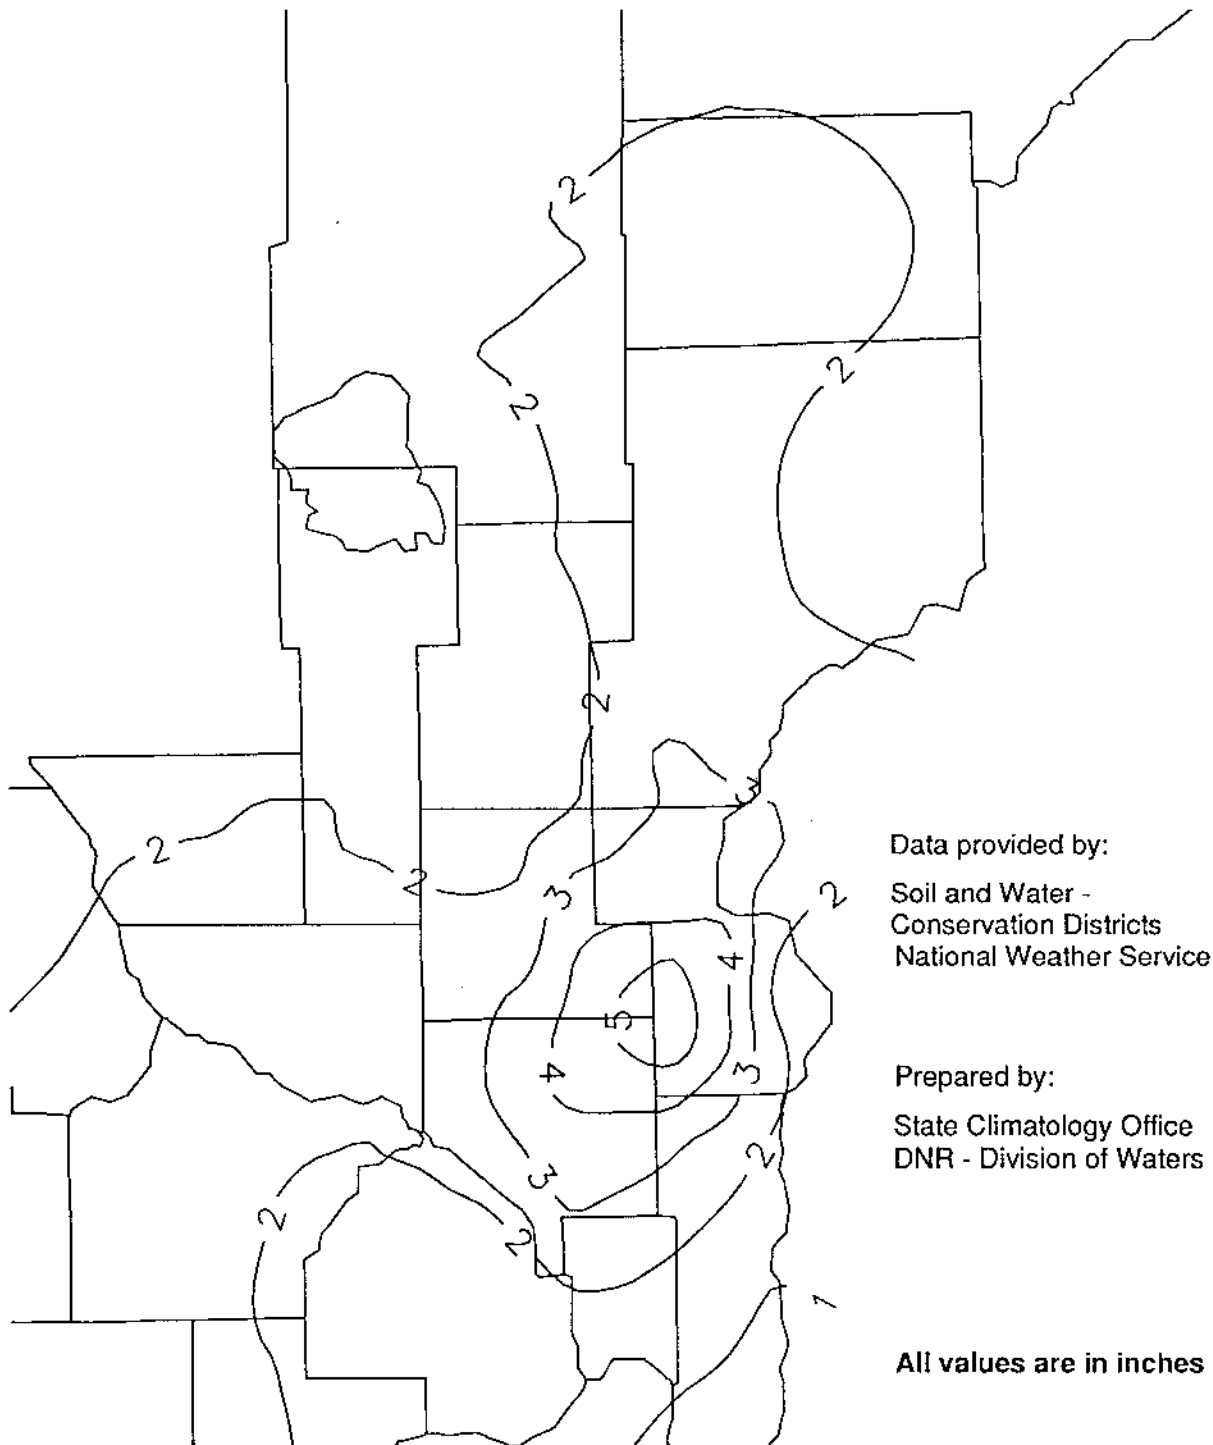 2
2
2
2
3
2
Data provided by:
2
3
2
Soil and Water -
Conservation Districts
National Weather Service
4
5
4
3
Prepared by:
State Climatology Office
DNR - Division of Waters
2
3
2
2
1
All values are in inches